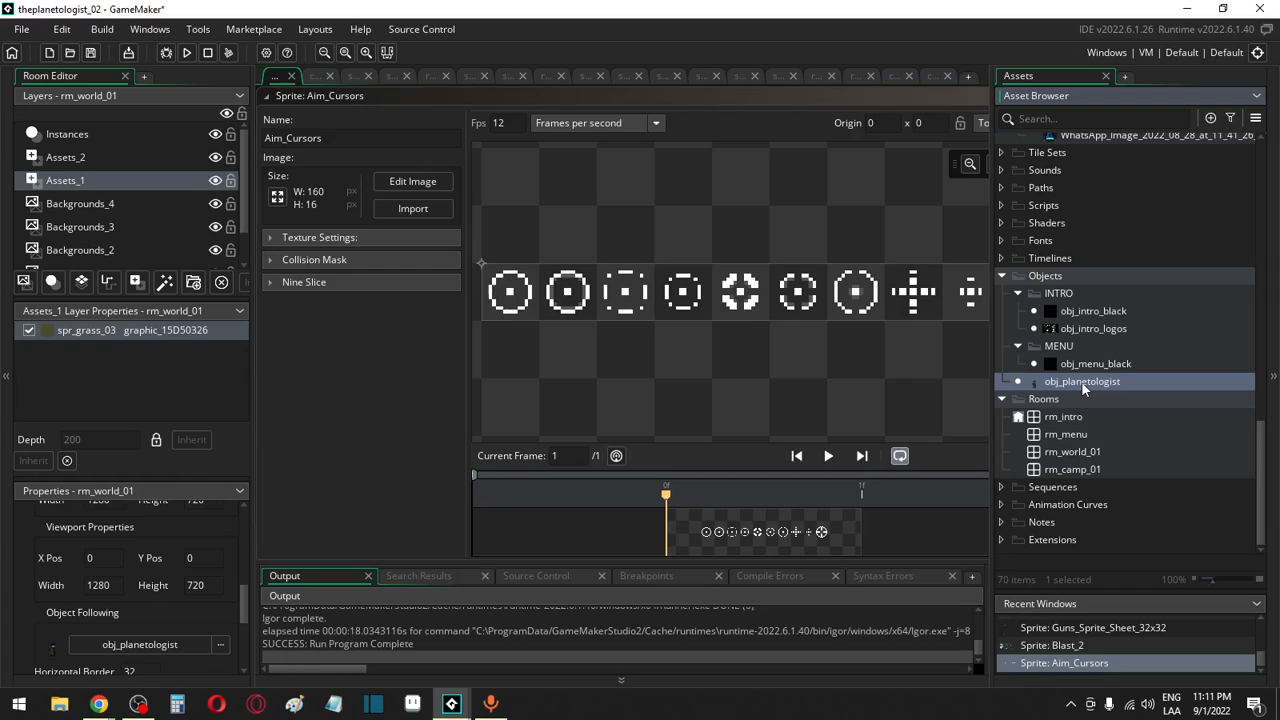 theplanetologist_02 - GameMaker*
File Edit Build Windows Tools Marketplace Layouts Help Source Control
IDE v2022.6.1.26 Runtime v2022.6.1.40
Windows | VM | Default | Default
Room Editor
Layers - rm_world_01
Instances
Assets_2
Assets_1
Backgrounds_4
Backgrounds_3
Backgrounds_2
Assets_1 Layer Properties - rm_world_01
spr_grass_03 graphic_15D50326
Depth 200 Inherit
Inherit
Properties - rm_world_01
Viewport Properties
X Pos 0 Y Pos 0
Width 1280 Height 720
Object Following
obj_planetologist ...
Horizontal Border 32
Sprite: Aim_Cursors
Name:
Aim_Cursors
Image:
Size:
W: 160 px
H: 16 px
Edit Image
Import
Texture Settings:
Collision Mask
Nine Slice
Fps 12 Frames per second Origin 0 x 0 To
Current Frame: 1 /1
0f 1f
Output Search Results Source Control Breakpoints Compile Errors Syntax Errors
Output
Igor complete.
elapsed time 00:00:18.0343116s for command "C:\ProgramData/GameMakerStudio2/Cache/runtimes\runtime-2022.6.1.40/bin/igor/windows/x64/Igor.exe" -j=8
SUCCESS: Run Program Complete
Assets
Asset Browser
Search...
WhatsApp_Image_2022_08_28_at_11_41_26_
Tile Sets
Sounds
Paths
Scripts
Shaders
Fonts
Timelines
Objects
INTRO
obj_intro_black
obj_intro_logos
MENU
obj_menu_black
obj_planetologist
Rooms
rm_intro
rm_menu
rm_world_01
rm_camp_01
Sequences
Animation Curves
Notes
Extensions
70 items 1 selected 100%
Recent Windows
Sprite: Guns_Sprite_Sheet_32x32
Sprite: Blast_2
Sprite: Aim_Cursors
ENG
LAA
11:11 PM
9/1/2022